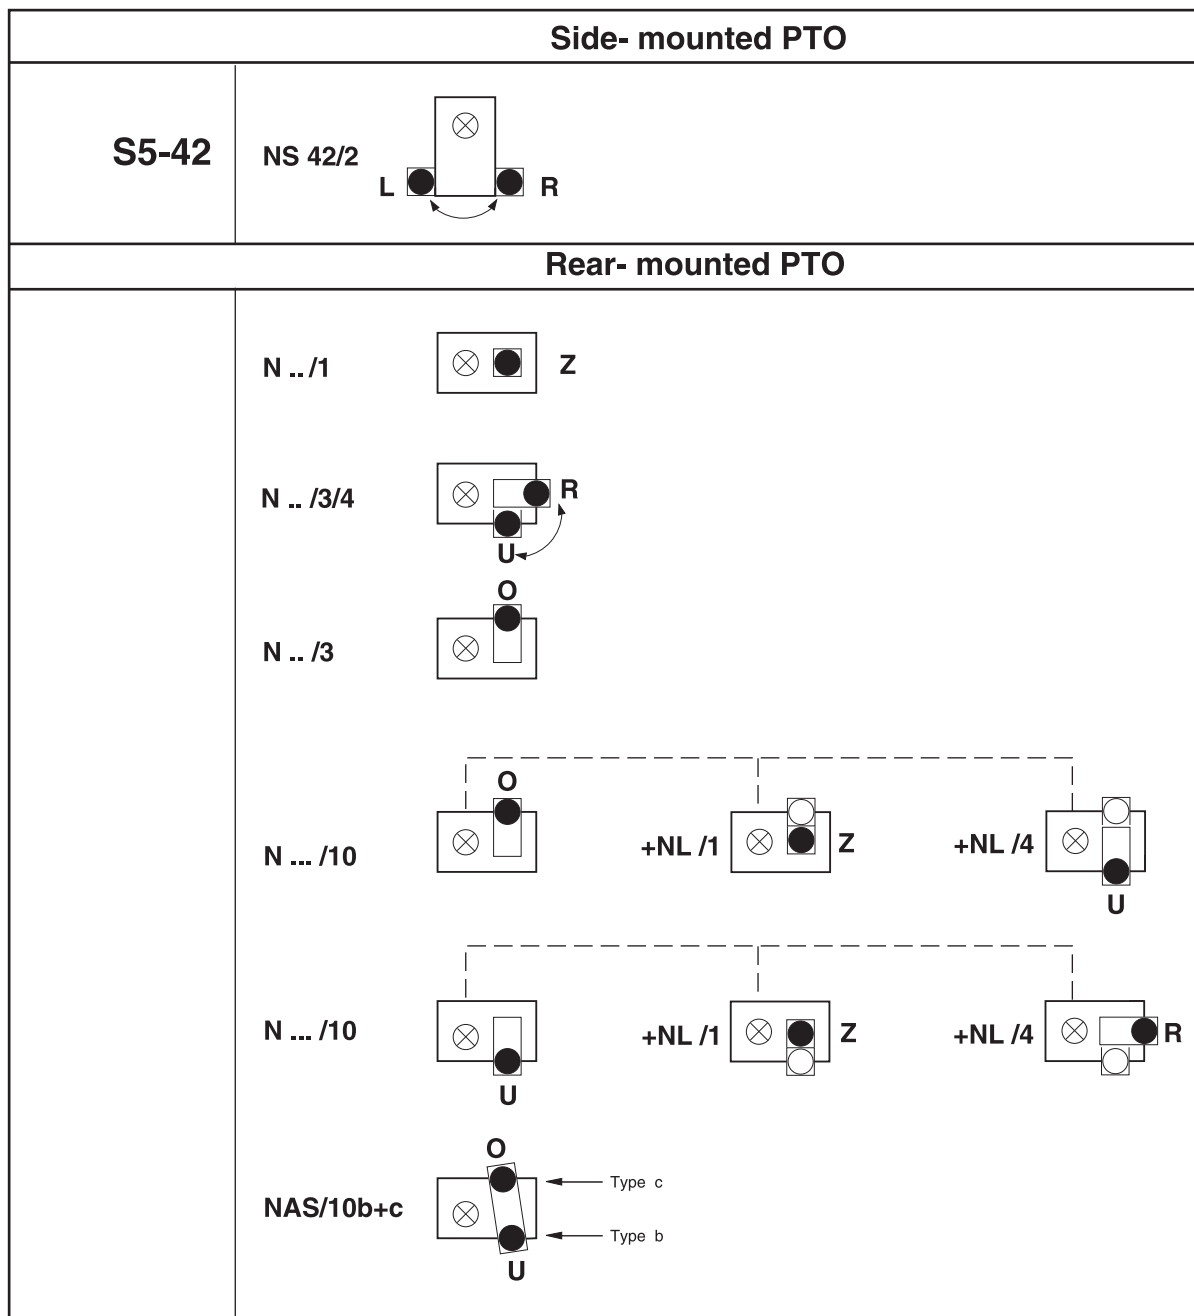 Side- mounted PTO
S5-42
NS 42/2
L
R
Rear- mounted PTO
N .. /1
Z
N .. /3/4
R
U
O
N .. /3
O
N ... /10
+NL /1
Z
+NL /4
U
N ... /10
U
+NL /1
Z
+NL /4
R
O
Type c
NAS/10b+c
Type b
U